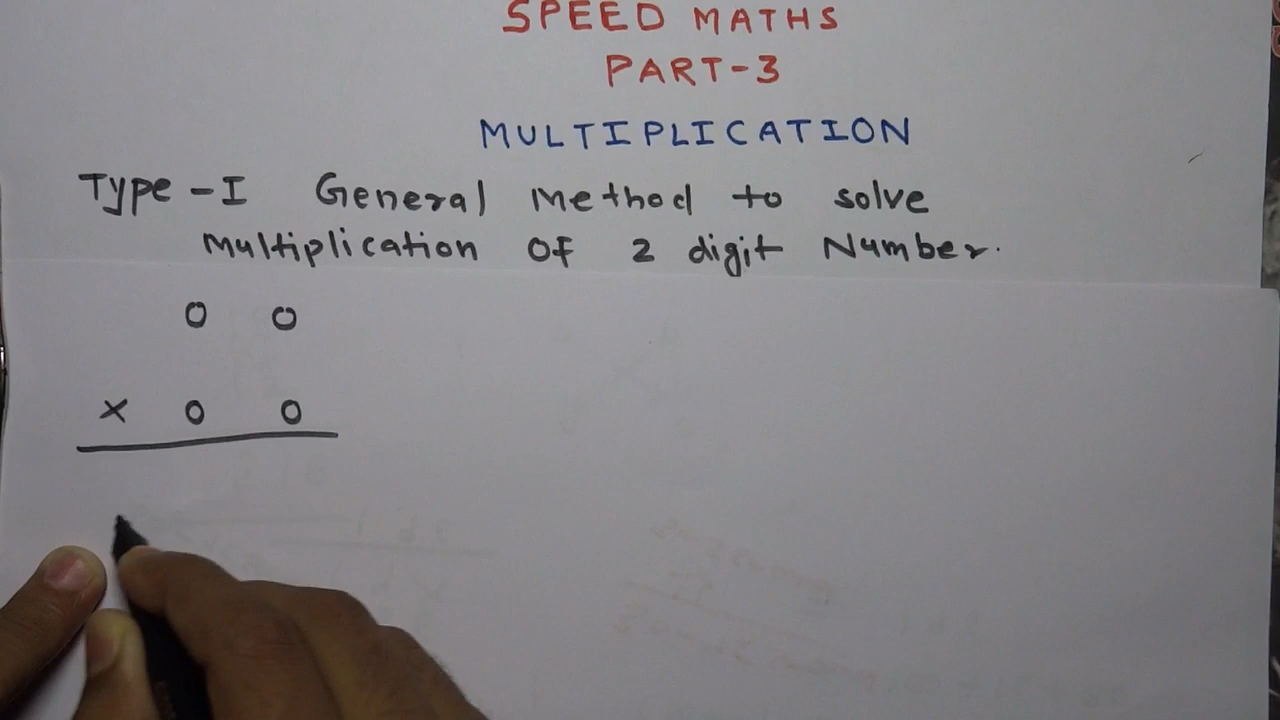 SPEED MATHS
PART-3
MULTIPLICATION
Type-I General Method to solve
Multiplication Of 2 digit Number.
0 0
× 0 0